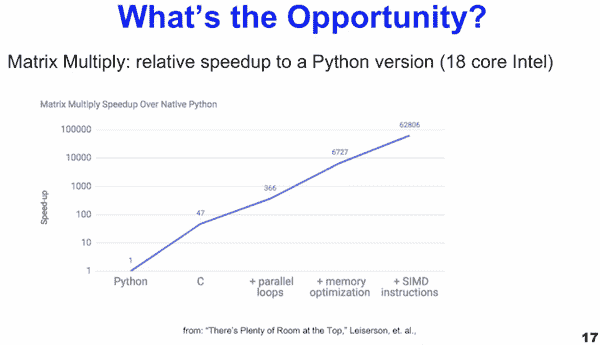 What's the Opportunity?
Matrix Multiply: relative speedup to a Python version (18 core Intel)
Matrix Multiply Speedup Over Native Python
Speed-up
100000
10000
1000
100
10
1
1
47
366
6727
62806
Python
C
+ parallel
loops
+ memory
optimization
+ SIMD
instructions
from: "There's Plenty of Room at the Top," Leiserson, et. al.,
17